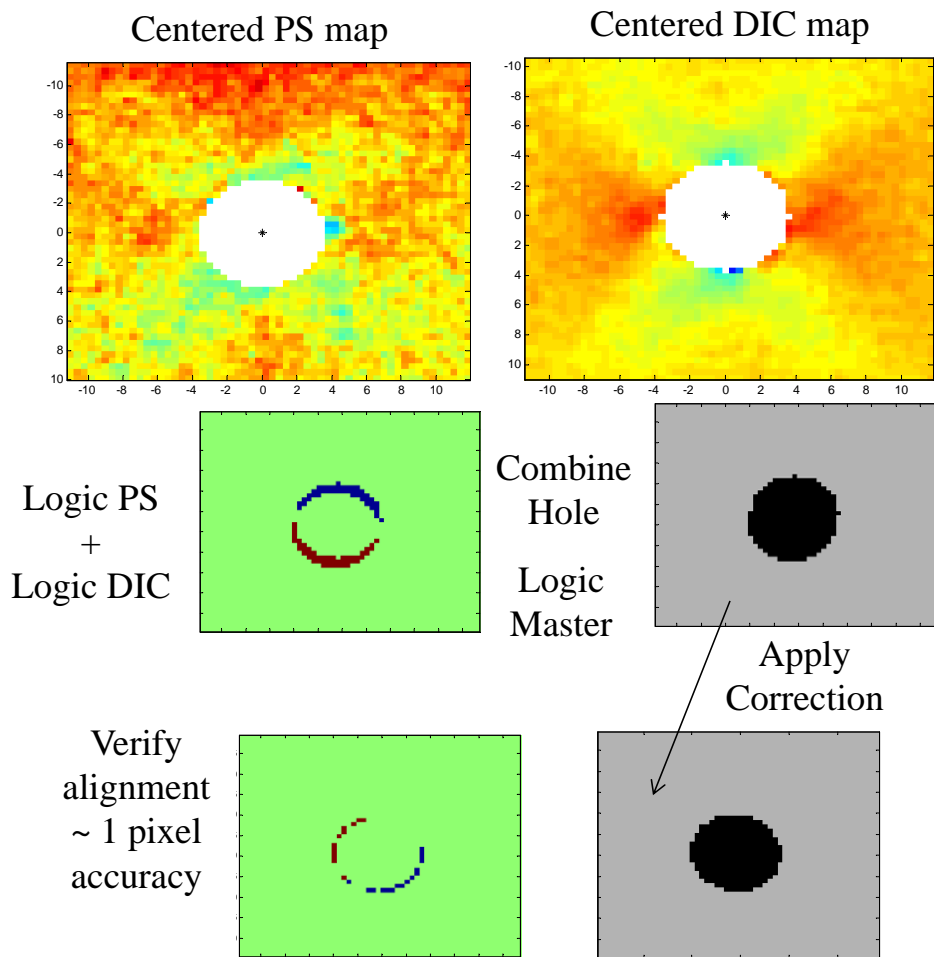 Centered PS map
Centered DIC map
-10
-8
-6
-4
-2
0
2
4
6
8
10
-10 -8 -6 -4 -2 0 2 4 6 8 10
-10
-8
-6
-4
-2
0
2
4
6
8
10
-10 -8 -6 -4 -2 0 2 4 6 8 10
Logic PS
+
Logic DIC
Combine
Hole
Logic
Master
Apply
Correction
Verify
alignment
~ 1 pixel
accuracy